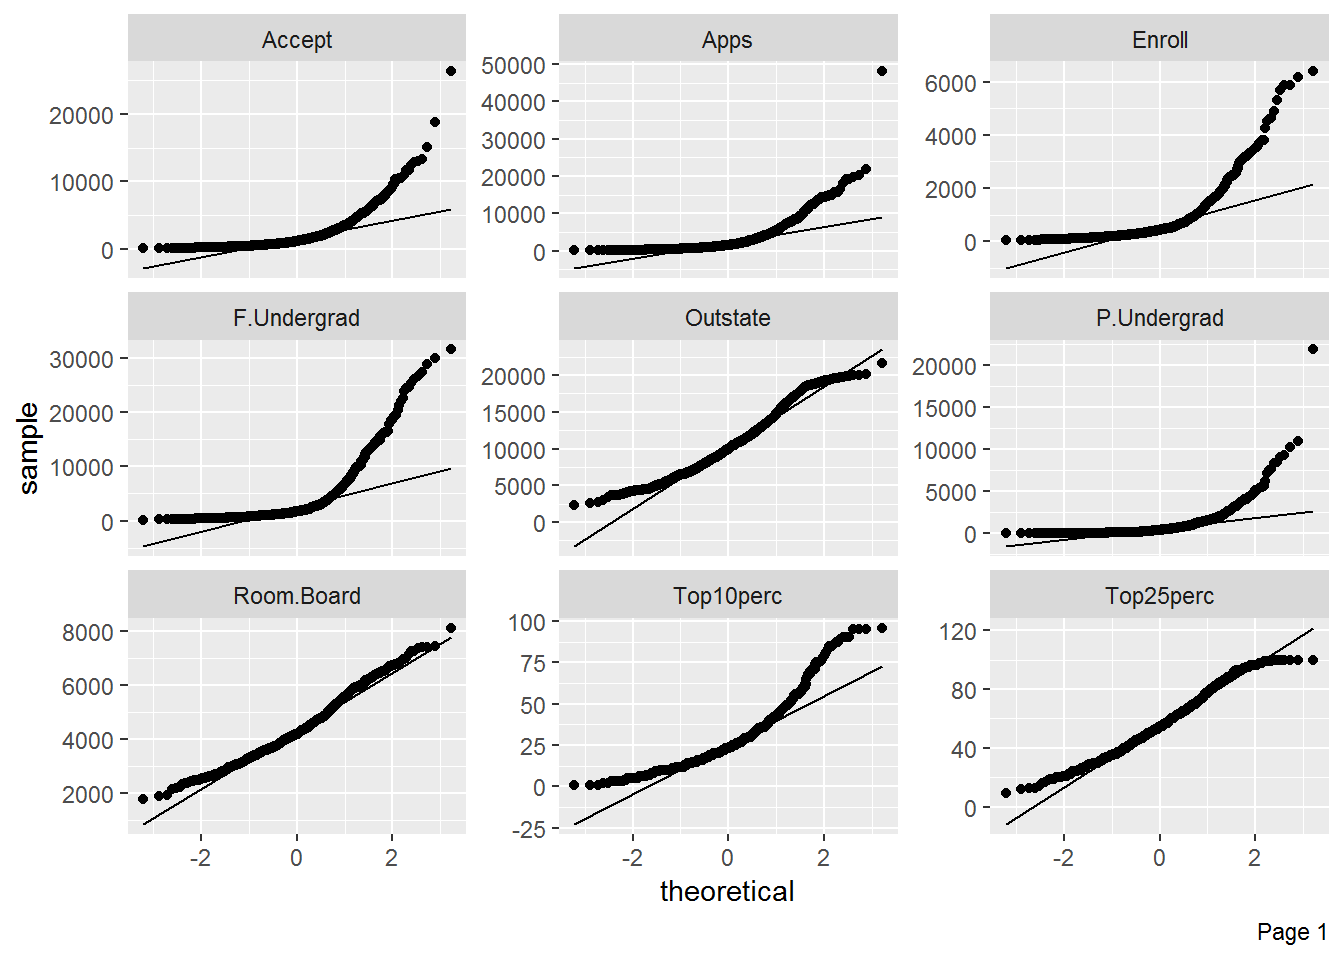 Accept Apps Enroll
20000 10000 0
50000 40000 30000 20000 10000 0
6000 4000 2000 0
F.Undergrad Outstate P.Undergrad
30000 20000 10000 0
20000 15000 10000 5000 0
20000 15000 10000 5000 0
Room.Board Top10perc Top25perc
8000 6000 4000 2000
100 75 50 25 0 -25
120 80 40 0
-2 0 2 -2 0 2 -2 0 2
sample
theoretical
Page 1